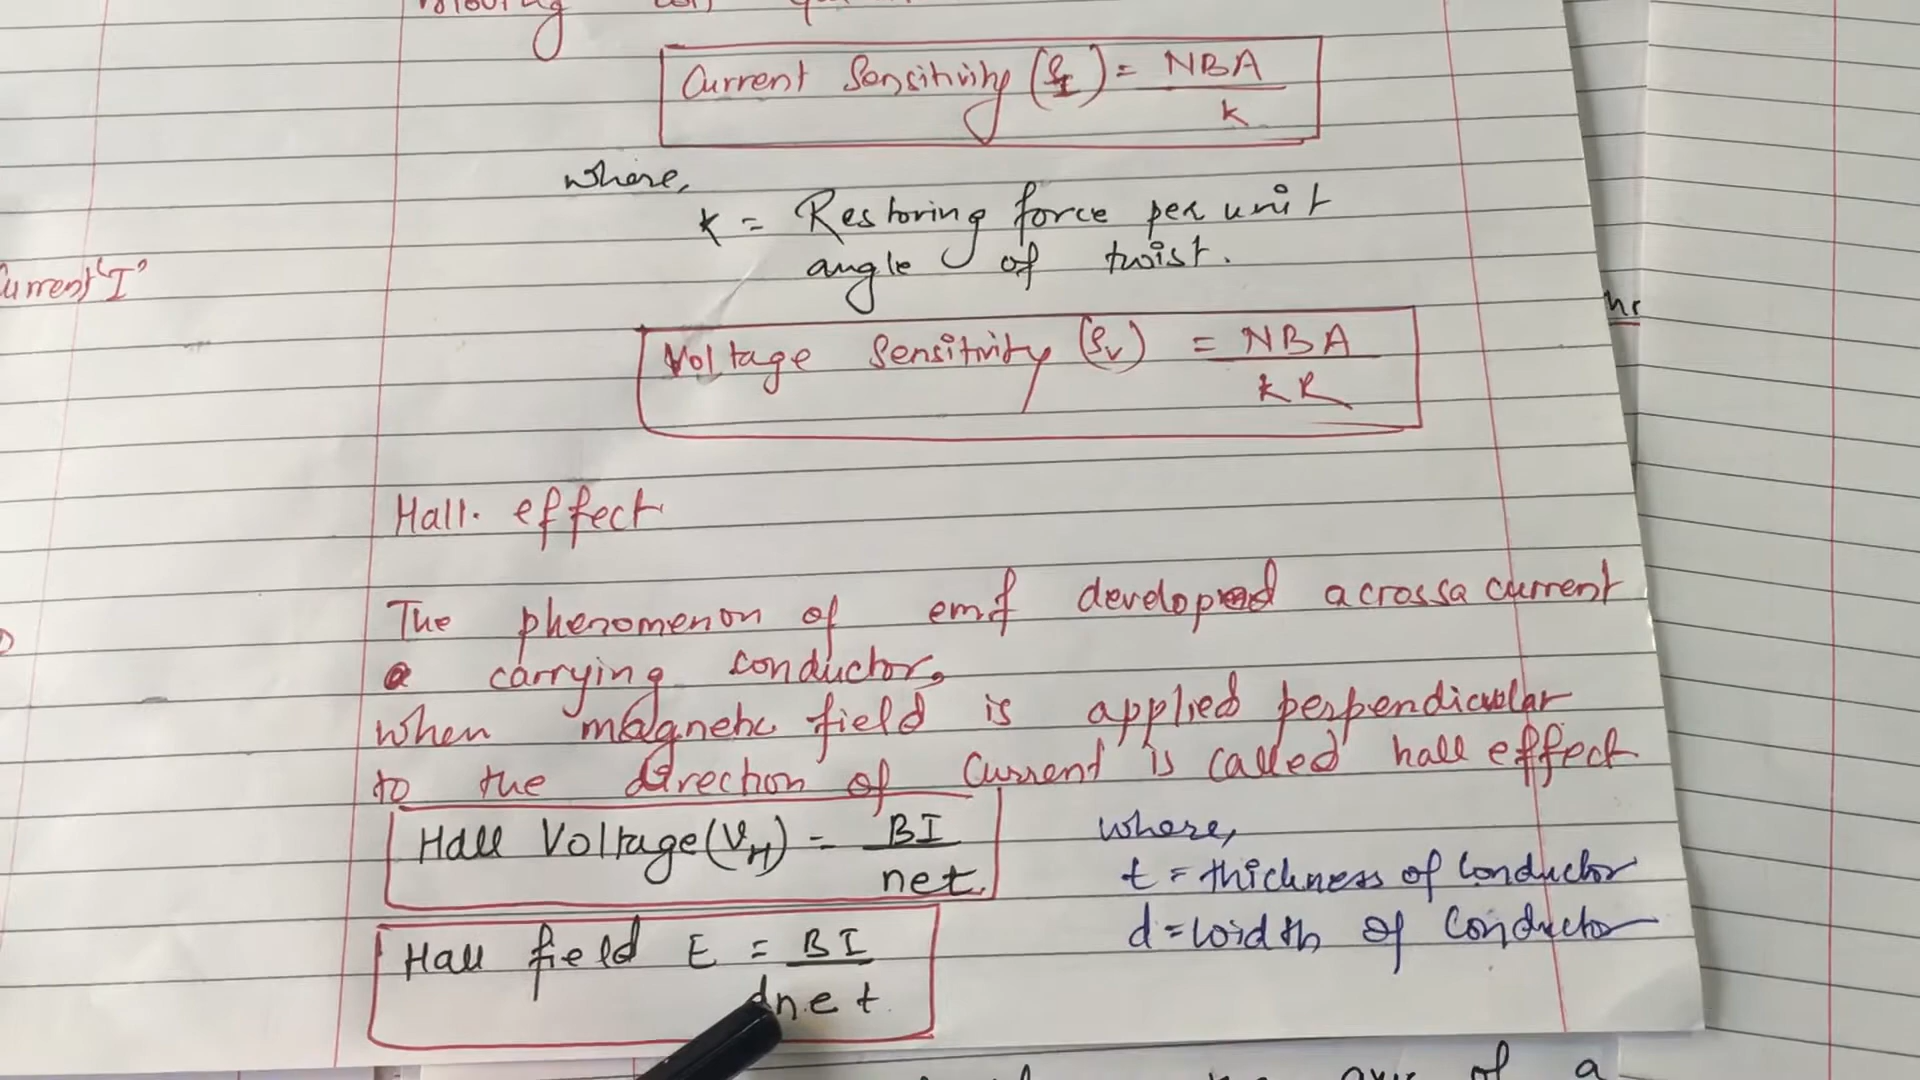 Current Sensitivity (SI) = NBA
k
where,
k = Restoring force per unit
angle of twist.
Current "I"
hr
Voltage Sensitivity (Sv) = NBA
kR
Hall. effect
The phenomenon of emf developed across a current
a carrying conductor,
when magnetic field is applied perpendicular
to the direction of Current is called hall effect
Hall Voltage (VH) = BI
net.
where,
t = thickness of Conductor
d = width of Conductor
Hall field E = BI
dnet
of a